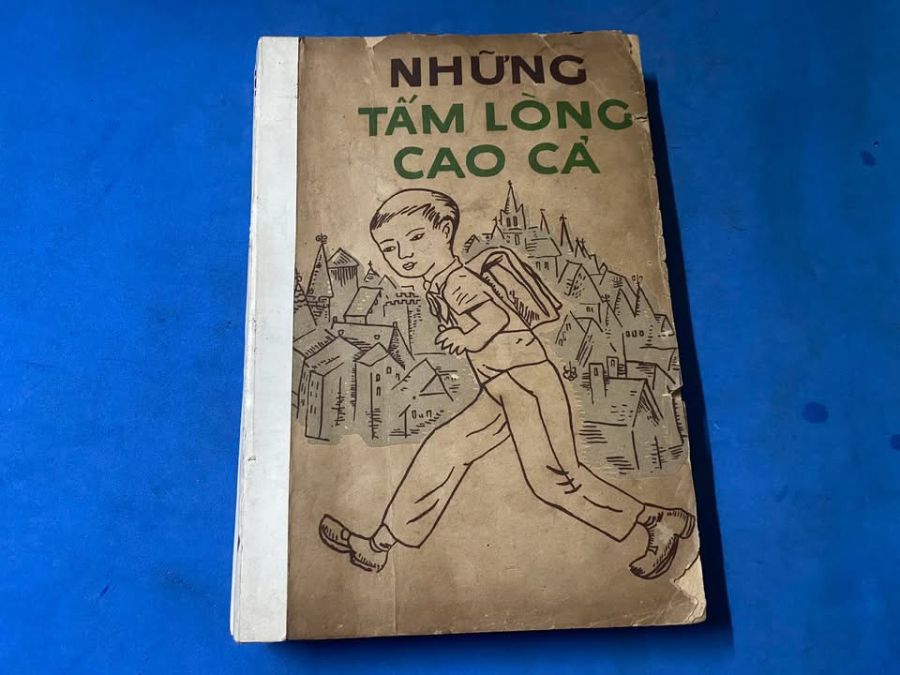 NHỮNG
TẤM LÒNG
CAO CẢ